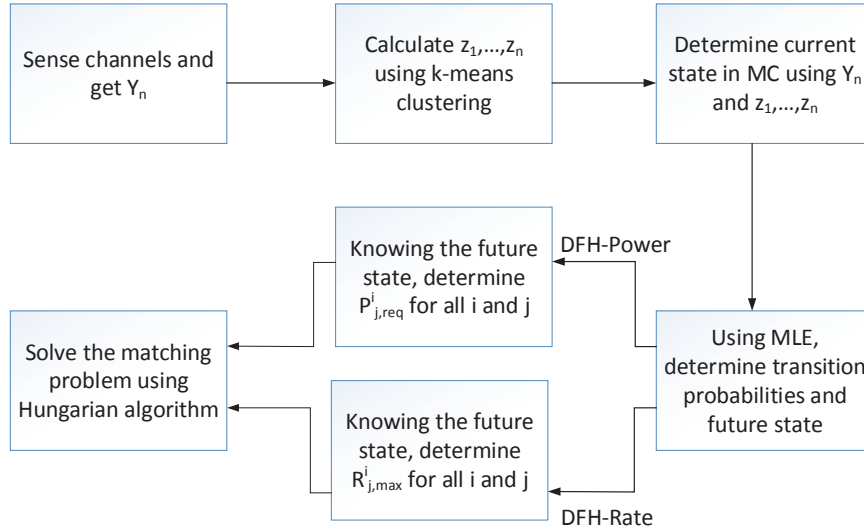 Sense channels and
get Yₙ
Calculate z₁,...,zₙ
using k-means
clustering
Determine current
state in MC using Yₙ
and z₁,...,zₙ
Using MLE,
determine transition
probabilities and
future state
DFH-Power
Knowing the future
state, determine
Pⁱⱼ,req for all i and j
DFH-Rate
Knowing the future
state, determine
Rⁱⱼ,max for all i and j
Solve the matching
problem using
Hungarian algorithm